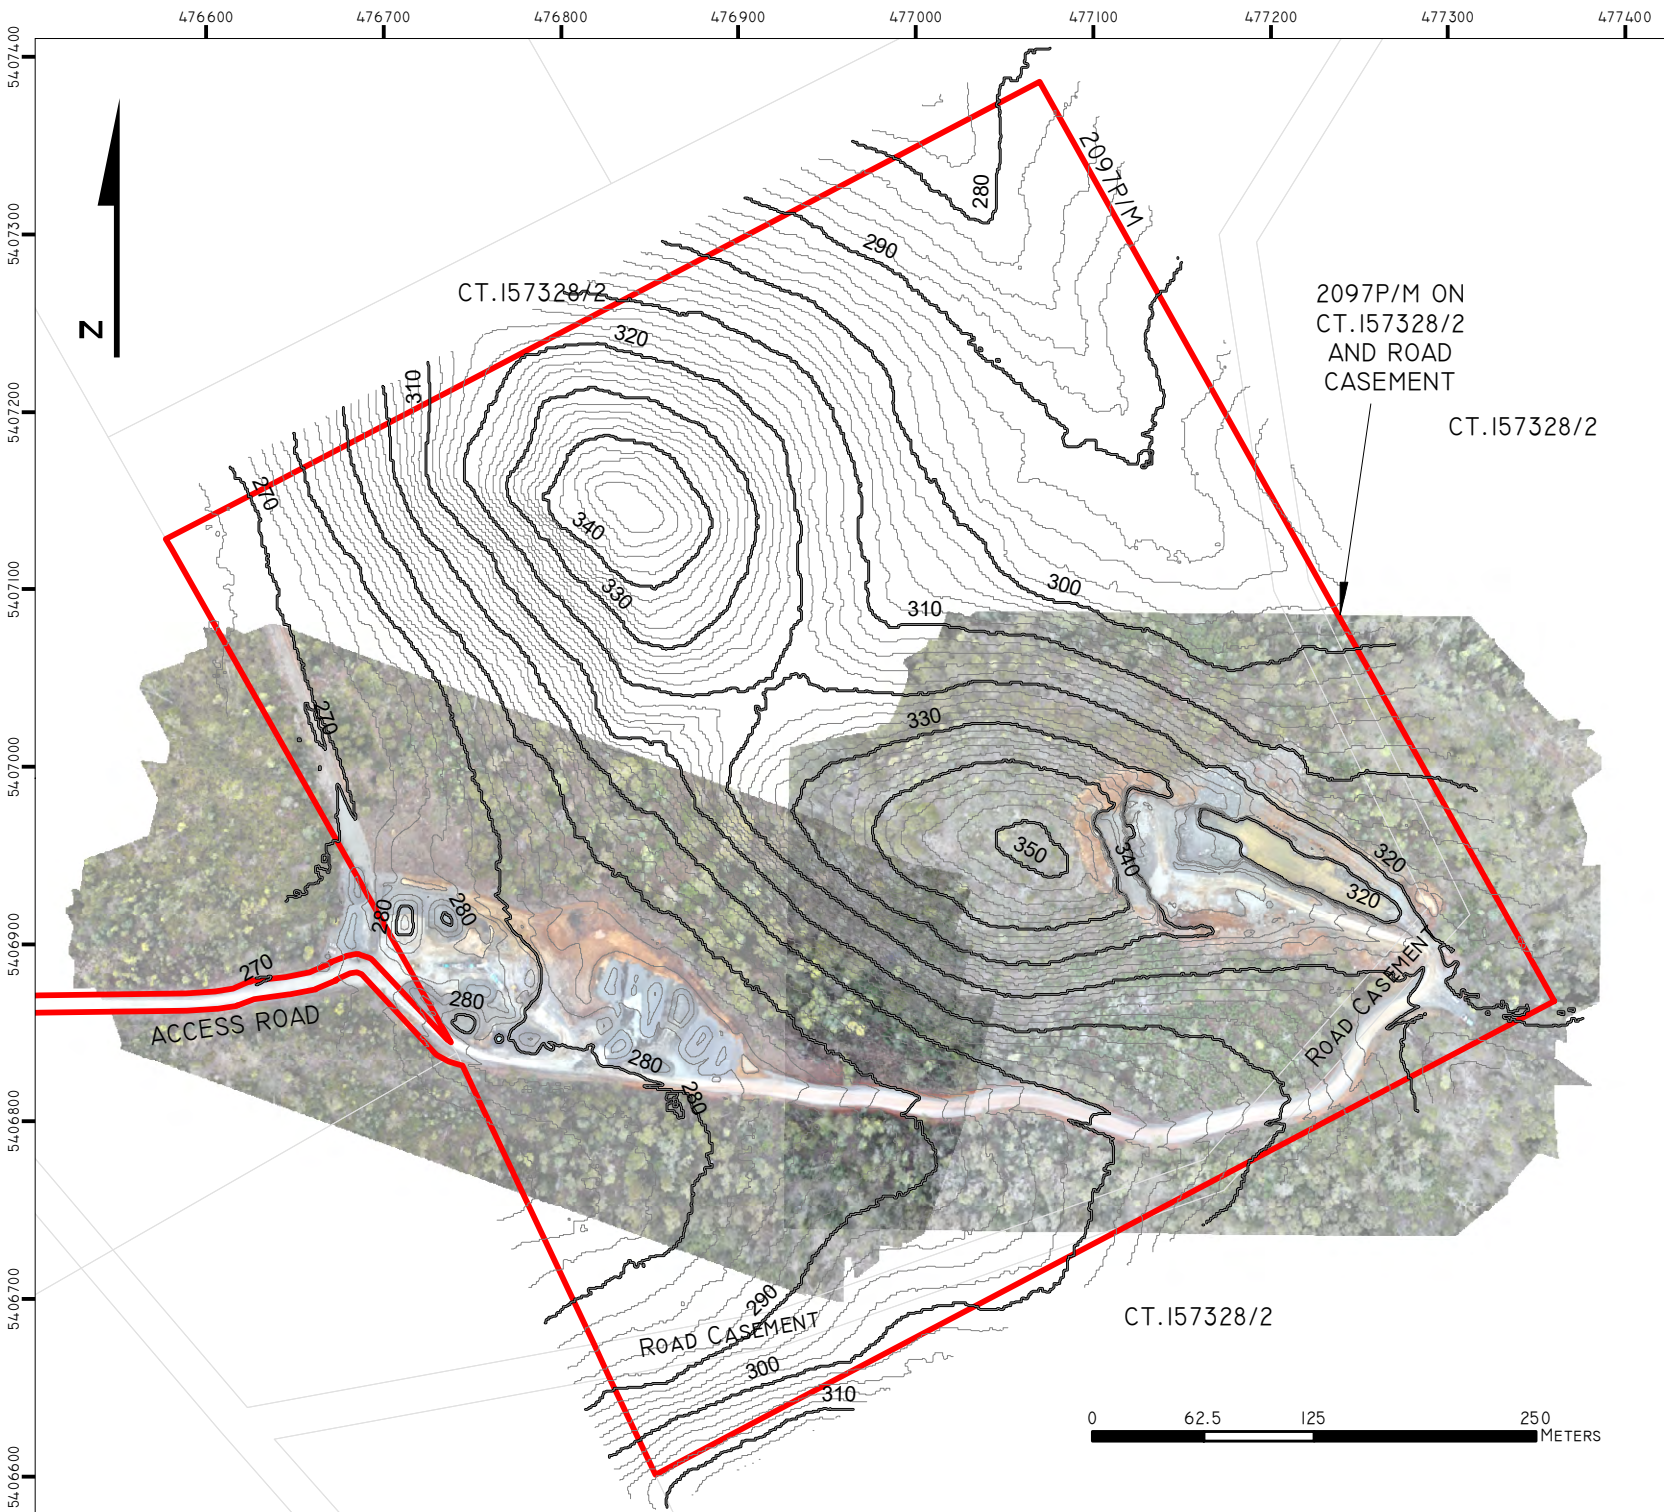 476600 476700 476800 476900 477000 477100 477200 477300 477400
5407400
5407300
5407200
5407100
5407000
5406900
5406800
5406700
5406600
N
2097P/M
280
290
CT.157328/2
320
310
2097P/M ON
CT.157328/2
AND ROAD
CASEMENT
CT.157328/2
270
340
330
300
310
270
330
350
340
320
320
280
280
270
280
ACCESS ROAD
ROAD CASEMENT
280
280
290
ROAD CASEMENT
300
310
CT.157328/2
0 62.5 125 250
METERS